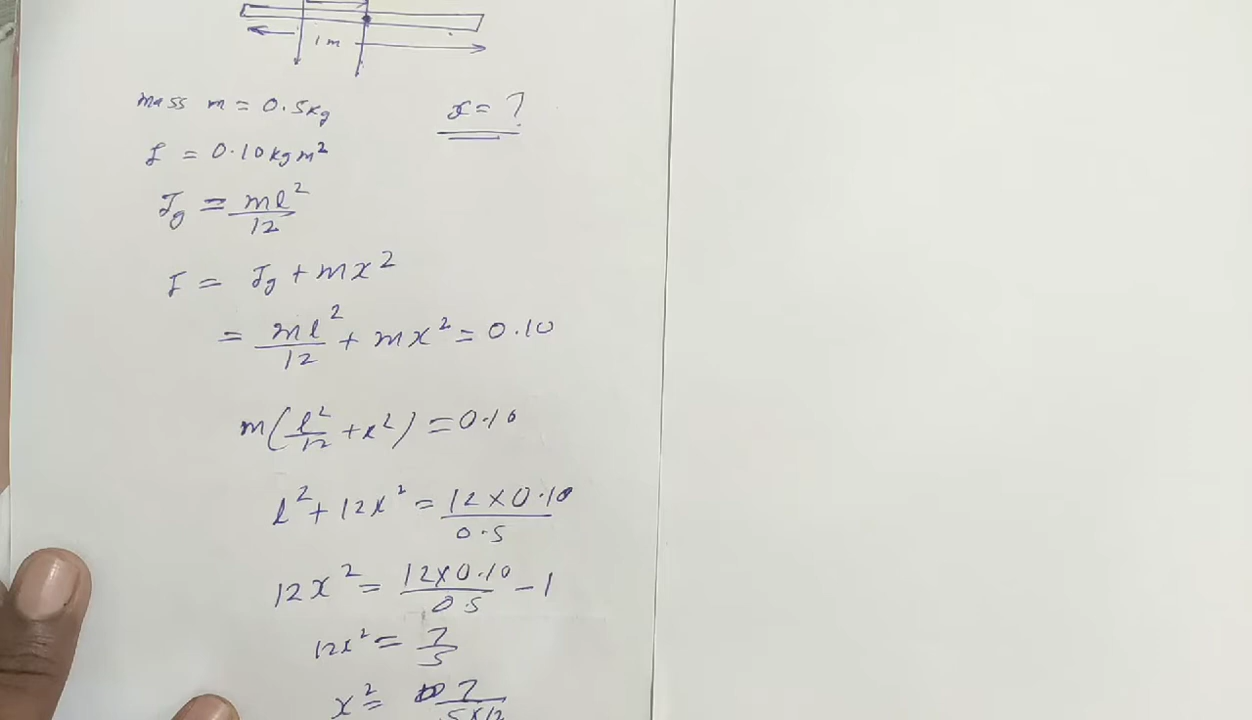 1 m
mass m = 0.5kg
x = ?
I = 0.10 kg m²
Ig = ml²/12
I = Ig + mx²
= ml²/12 + mx² = 0.10
m(l²/12 + x²) = 0.10
l² + 12x² = 12 × 0.10/0.5
12x² = 12×0.10/0.5 - 1
12x² = 7/5
x² = 7/5×12